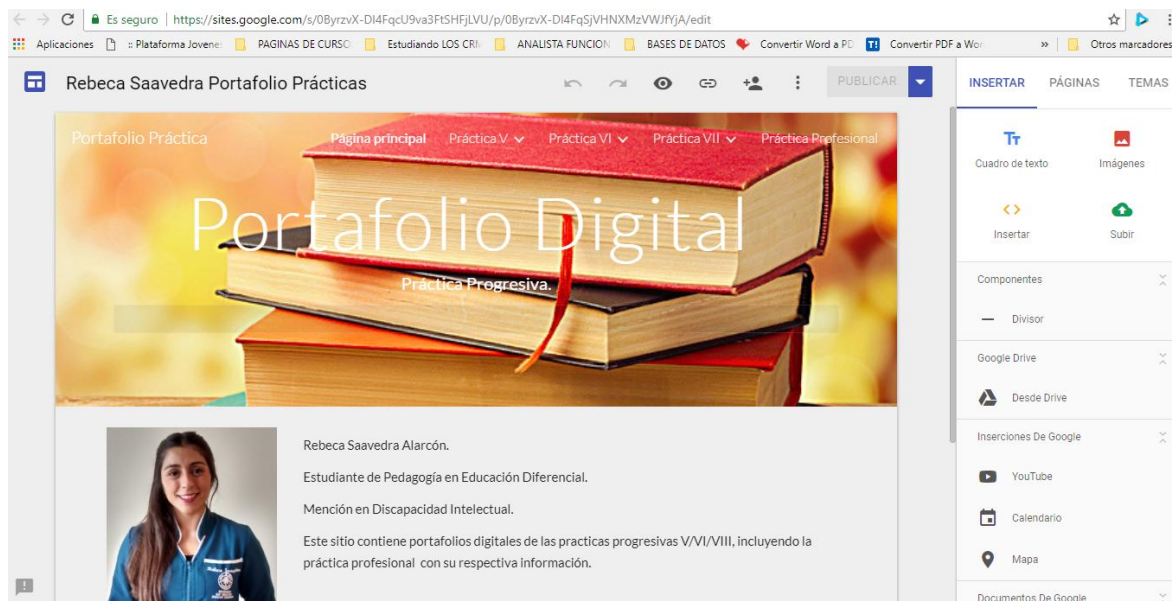 Es seguro | https://sites.google.com/s/0ByrzvX-DI4FqcU9va3FtSHFjLVU/p/0ByrzvX-DI4FqSjVHNXMzVWJfYjA/edit
Aplicaciones :: Plataforma Jovene: PAGINAS DE CURSO Estudiando LOS CRM ANALISTA FUNCION BASES DE DATOS Convertir Word a PD T! Convertir PDF a Wor » Otros marcadores
Rebeca Saavedra Portafolio Prácticas PUBLICAR INSERTAR PÁGINAS TEMAS
Portafolio Práctica Página principal Práctica V Práctica VI Práctica VII Práctica Profesional
Tт
Cuadro de texto Imágenes
Portafolio Digital
Insertar Subir
Práctica Progresiva.
Componentes
Divisor
Google Drive
Desde Drive
Rebeca Saavedra Alarcón.
Estudiante de Pedagogía en Educación Diferencial.
Mención en Discapacidad Intelectual.
Este sitio contiene portafolios digitales de las practicas progresivas V/VI/VIII, incluyendo la
práctica profesional con su respectiva información.
Inserciones De Google
YouTube
Calendario
Mapa
Documentos De Google